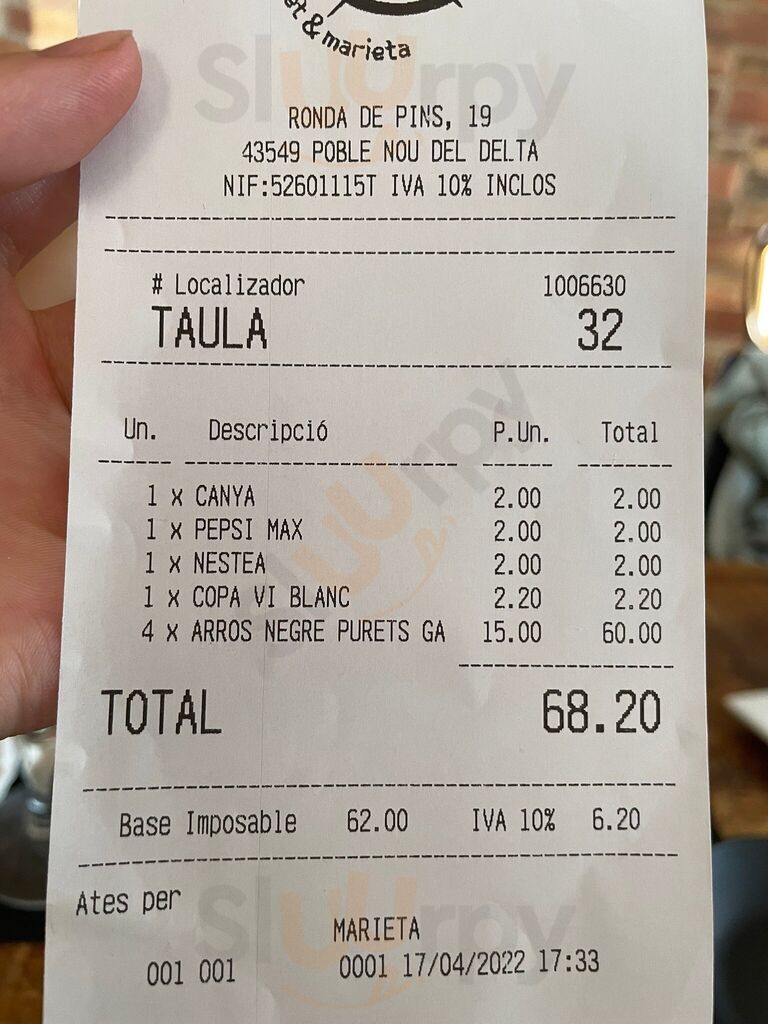 & marieta
RONDA DE PINS, 19
43549 POBLE NOU DEL DELTA
NIF:52601115T IVA 10% INCLOS
# Localizador 1006630
TAULA 32
Un. Descripció P.Un. Total
1 x CANYA 2.00 2.00
1 x PEPSI MAX 2.00 2.00
1 x NESTEA 2.00 2.00
1 x COPA VI BLANC 2.20 2.20
4 x ARROS NEGRE PURETS GA 15.00 60.00
TOTAL 68.20
Base Imposable 62.00 IVA 10% 6.20
Ates per
MARIETA
001 001 0001 17/04/2022 17:33
Sluurpy
Sluurpy
Sluurpy